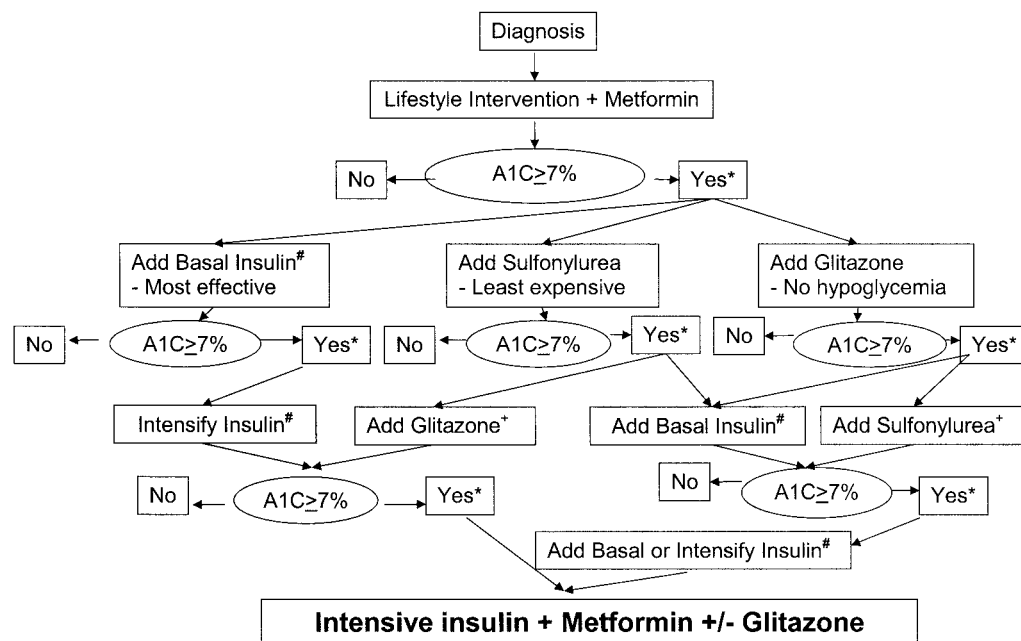 Diagnosis
Lifestyle Intervention + Metformin
No
A1C≥7%
Yes*
Add Basal Insulin#
- Most effective
Add Sulfonylurea
- Least expensive
Add Glitazone
- No hypoglycemia
No
A1C≥7%
Yes*
No
A1C≥7%
Yes*
No
A1C≥7%
Yes*
Intensify Insulin#
Add Glitazone+
Add Basal Insulin#
Add Sulfonylurea+
No
A1C≥7%
Yes*
No
A1C≥7%
Yes*
Add Basal or Intensify Insulin#
Intensive insulin + Metformin +/- Glitazone